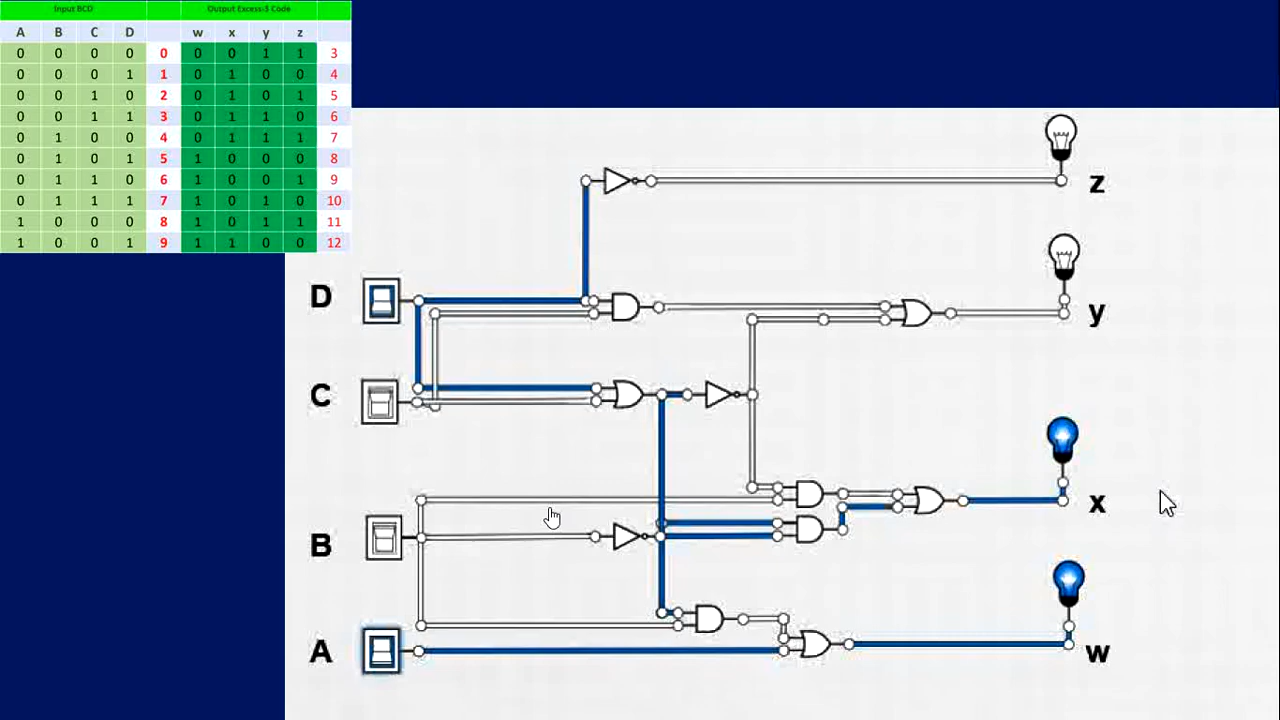 Input BCD Output Excess-3 Code
A B C D w x y z
0 0 0 0 0 0 0 1 1 3
0 0 0 1 1 0 1 0 0 4
0 0 1 0 2 0 1 0 1 5
0 0 1 1 3 0 1 1 0 6
0 1 0 0 4 0 1 1 1 7
0 1 0 1 5 1 0 0 0 8
0 1 1 0 6 1 0 0 1 9
0 1 1 1 7 1 0 1 0 10
1 0 0 0 8 1 0 1 1 11
1 0 0 1 9 1 1 0 0 12
z
D
y
C
x
B
A
w